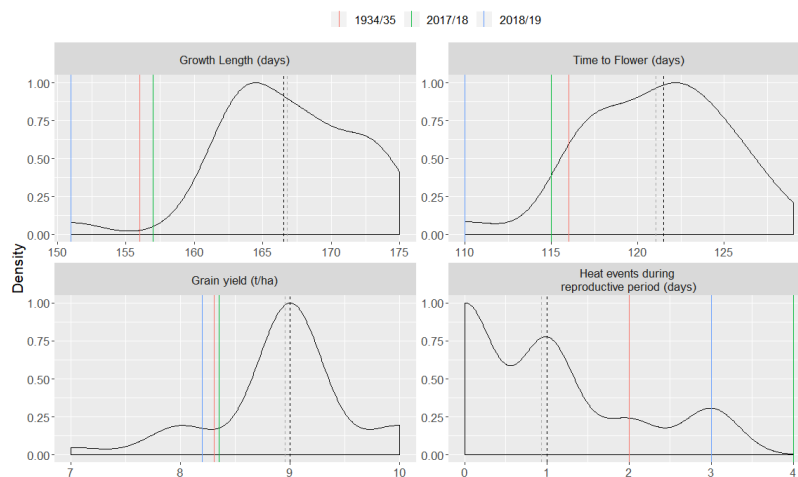 1934/35 2017/18 2018/19
Growth Length (days)
Time to Flower (days)
1.00
0.75
0.50
0.25
0.00
150 155 160 165 170 175
1.00
0.75
0.50
0.25
0.00
110 115 120 125
Density
Grain yield (t/ha)
Heat events during
reproductive period (days)
1.00
0.75
0.50
0.25
0.00
7 8 9 10
1.00
0.75
0.50
0.25
0.00
0 1 2 3 4